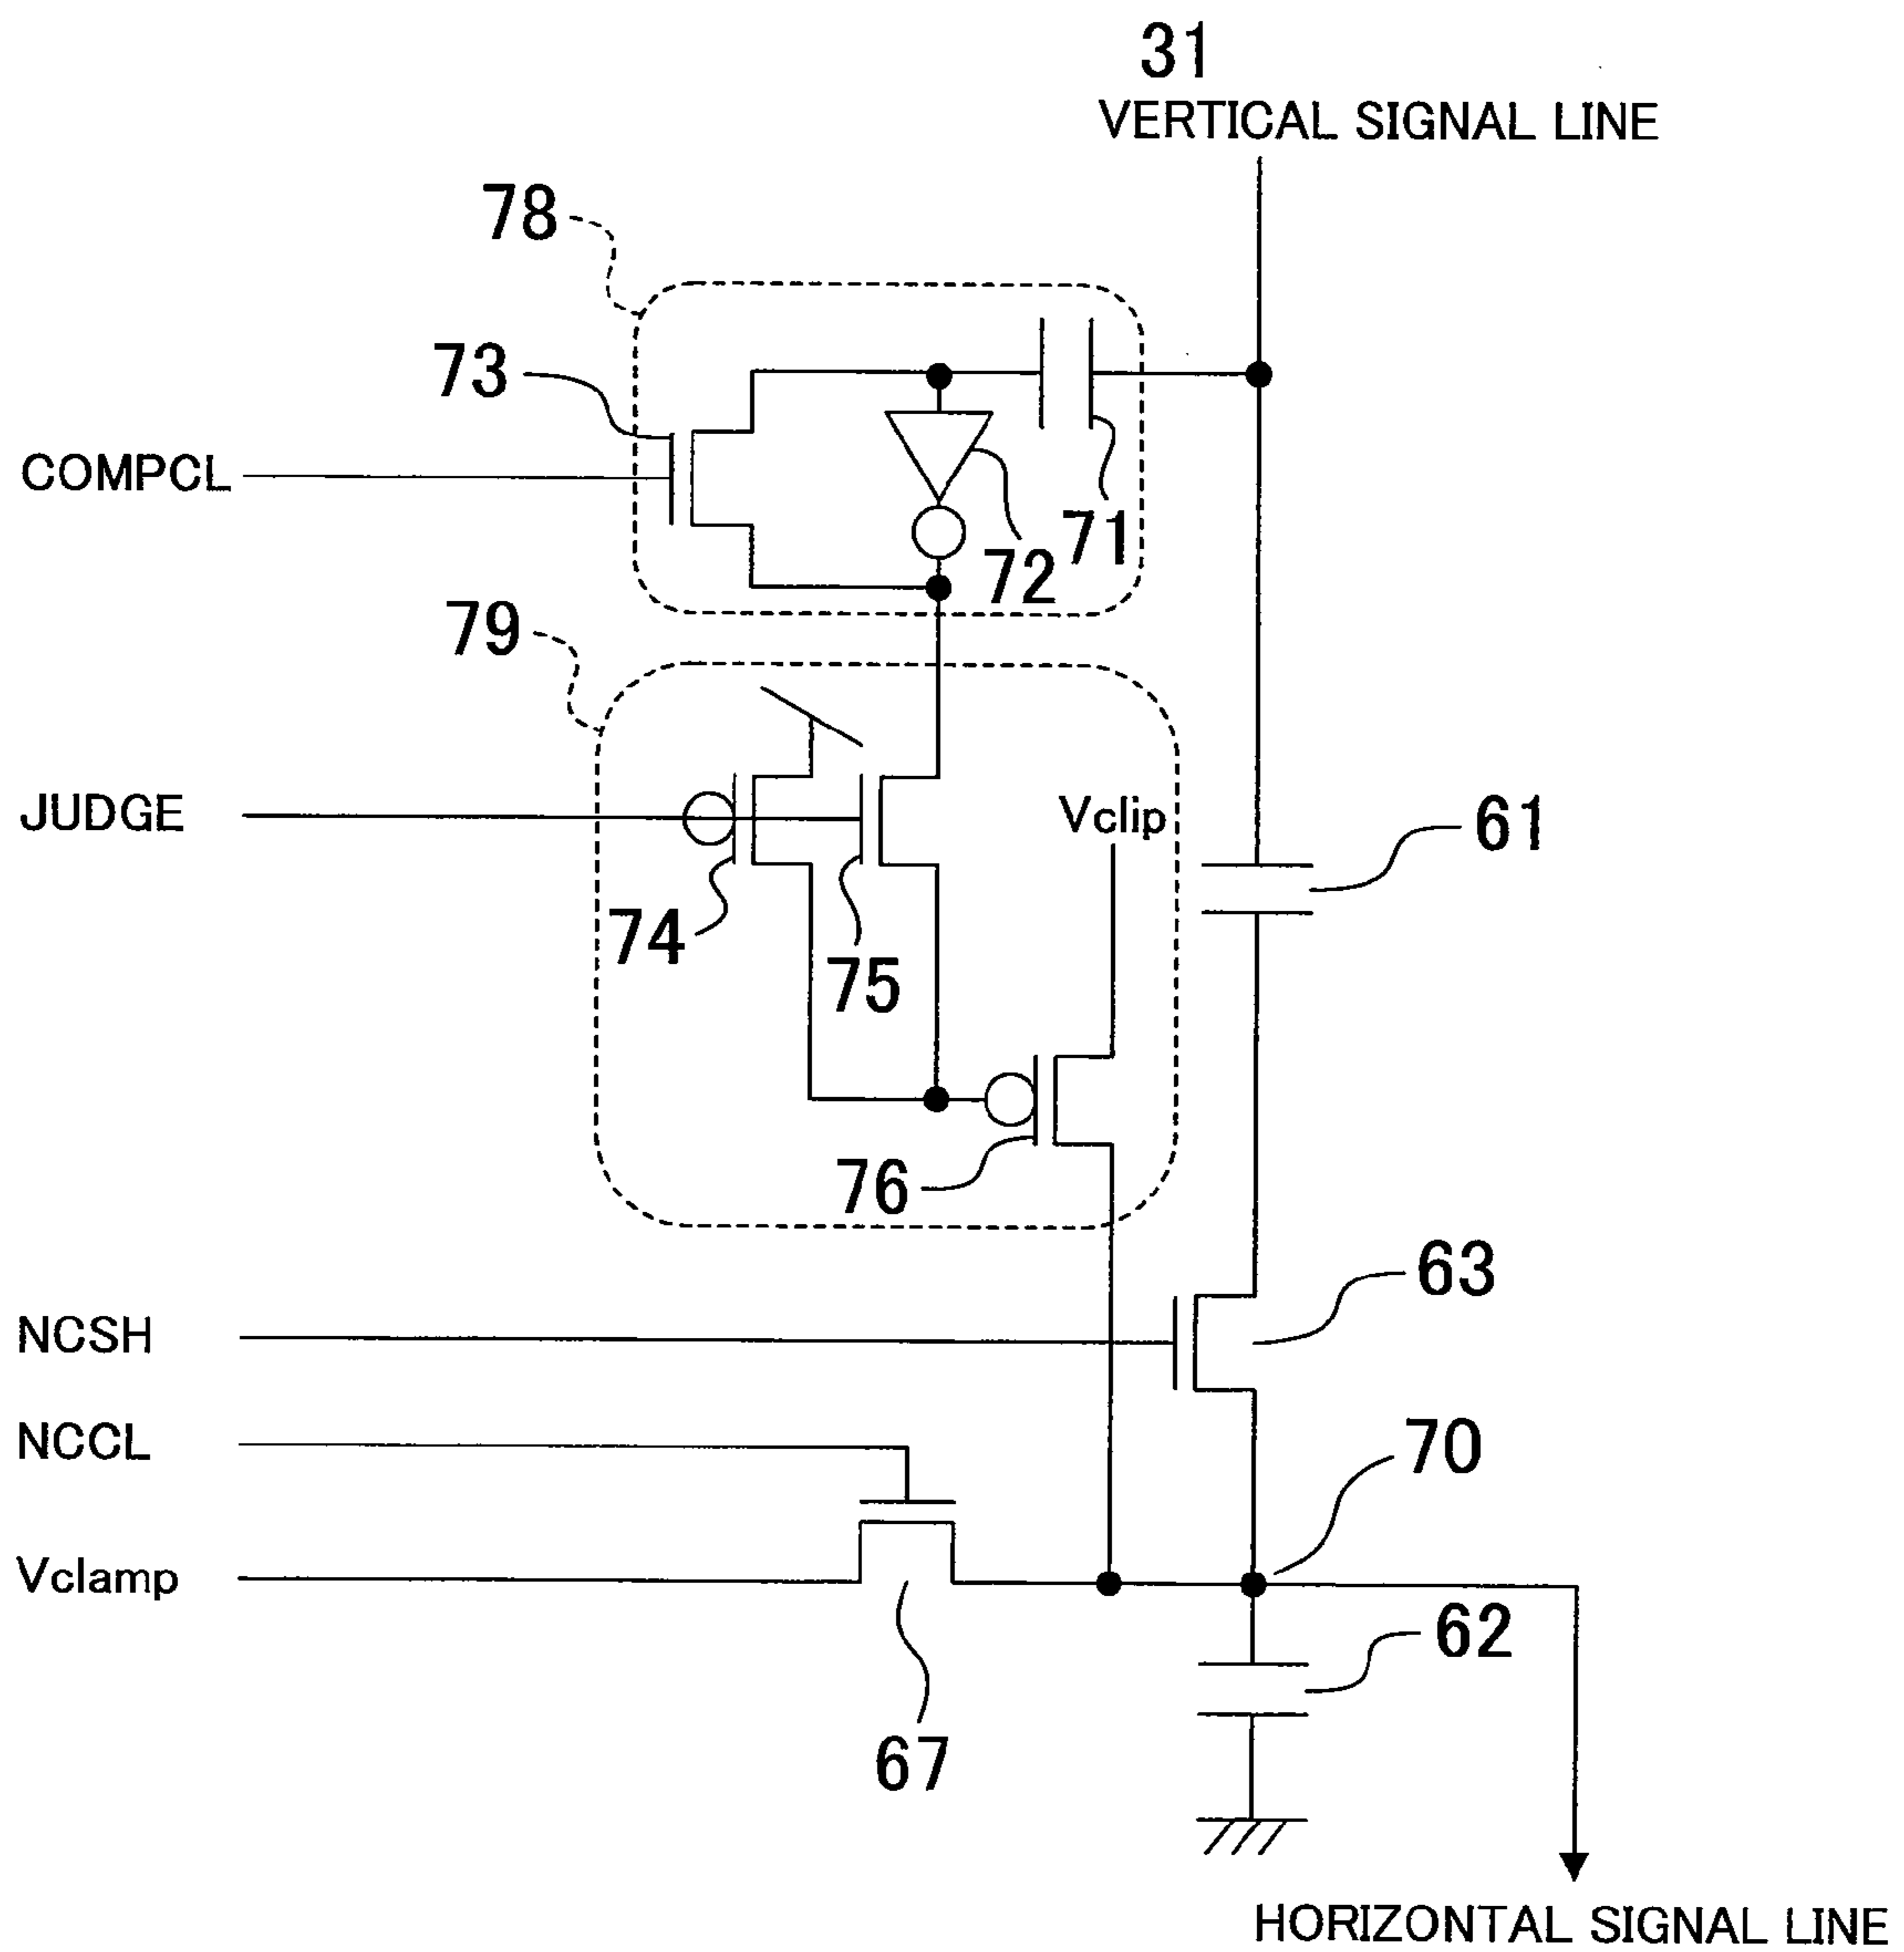 31
VERTICAL SIGNAL LINE
78
73
COMPCL
71
72
79
JUDGE
Vclip
61
74
75
76
63
NCSH
NCCL
70
Vclamp
62
67
HORIZONTAL SIGNAL LINE